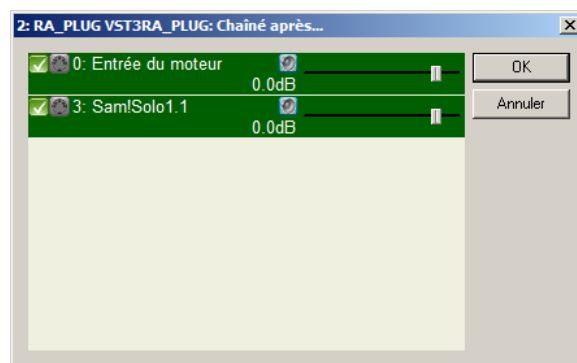 2: RA_PLUG VST3RA_PLUG: Chaîné après...
0: Entrée du moteur
0.0dB
3: Sam!Solo1.1
0.0dB
OK
Annuler